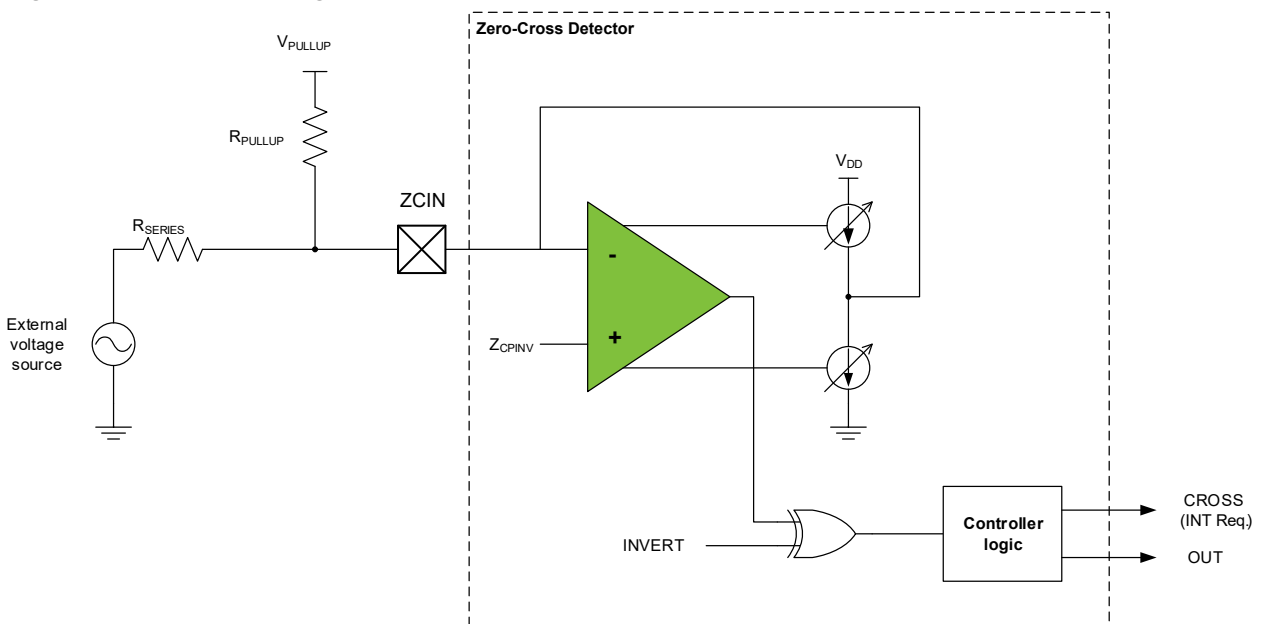 Zero-Cross Detector
VPULLUP
RPULLUP
VDD
ZCIN
RSERIES
-
+
External
voltage
source
ZCPINV
INVERT
Controller
logic
CROSS
(INT Req.)
OUT